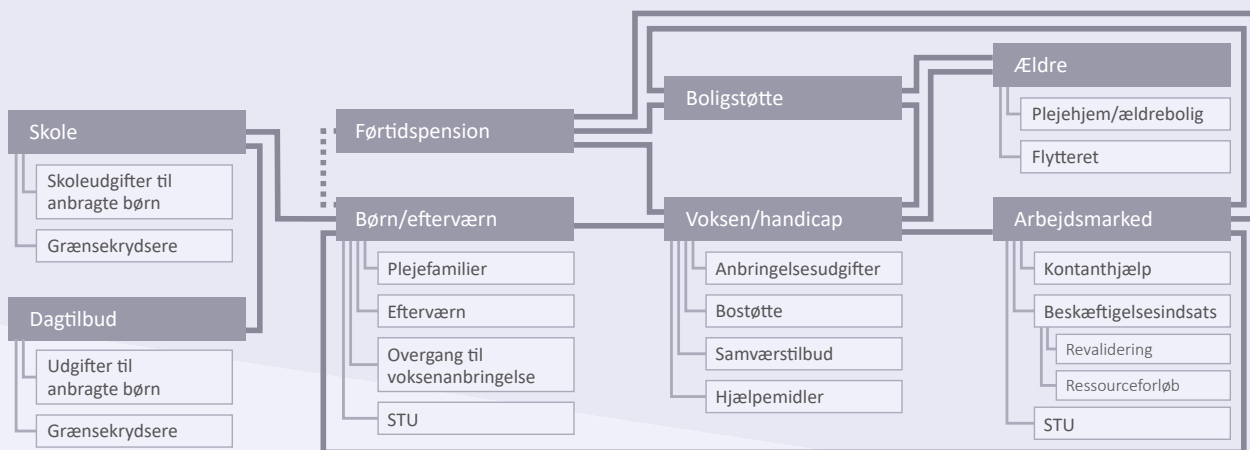 Skole
Skoleudgifter til
anbragte børn
Grænsekrydsere
Dagtilbud
Udgifter til
anbragte børn
Grænsekrydsere
Førtidspension
Børn/efterværn
Plejefamilier
Efterværn
Overgang til
voksenanbringelse
STU
Boligstøtte
Voksen/handicap
Anbringelsesudgifter
Bostøtte
Samværstilbud
Hjælpemidler
Ældre
Plejehjem/ældrebolig
Flytteret
Arbejdsmarked
Kontanthjælp
Beskæftigelsesindsats
Revalidering
Ressourceforløb
STU